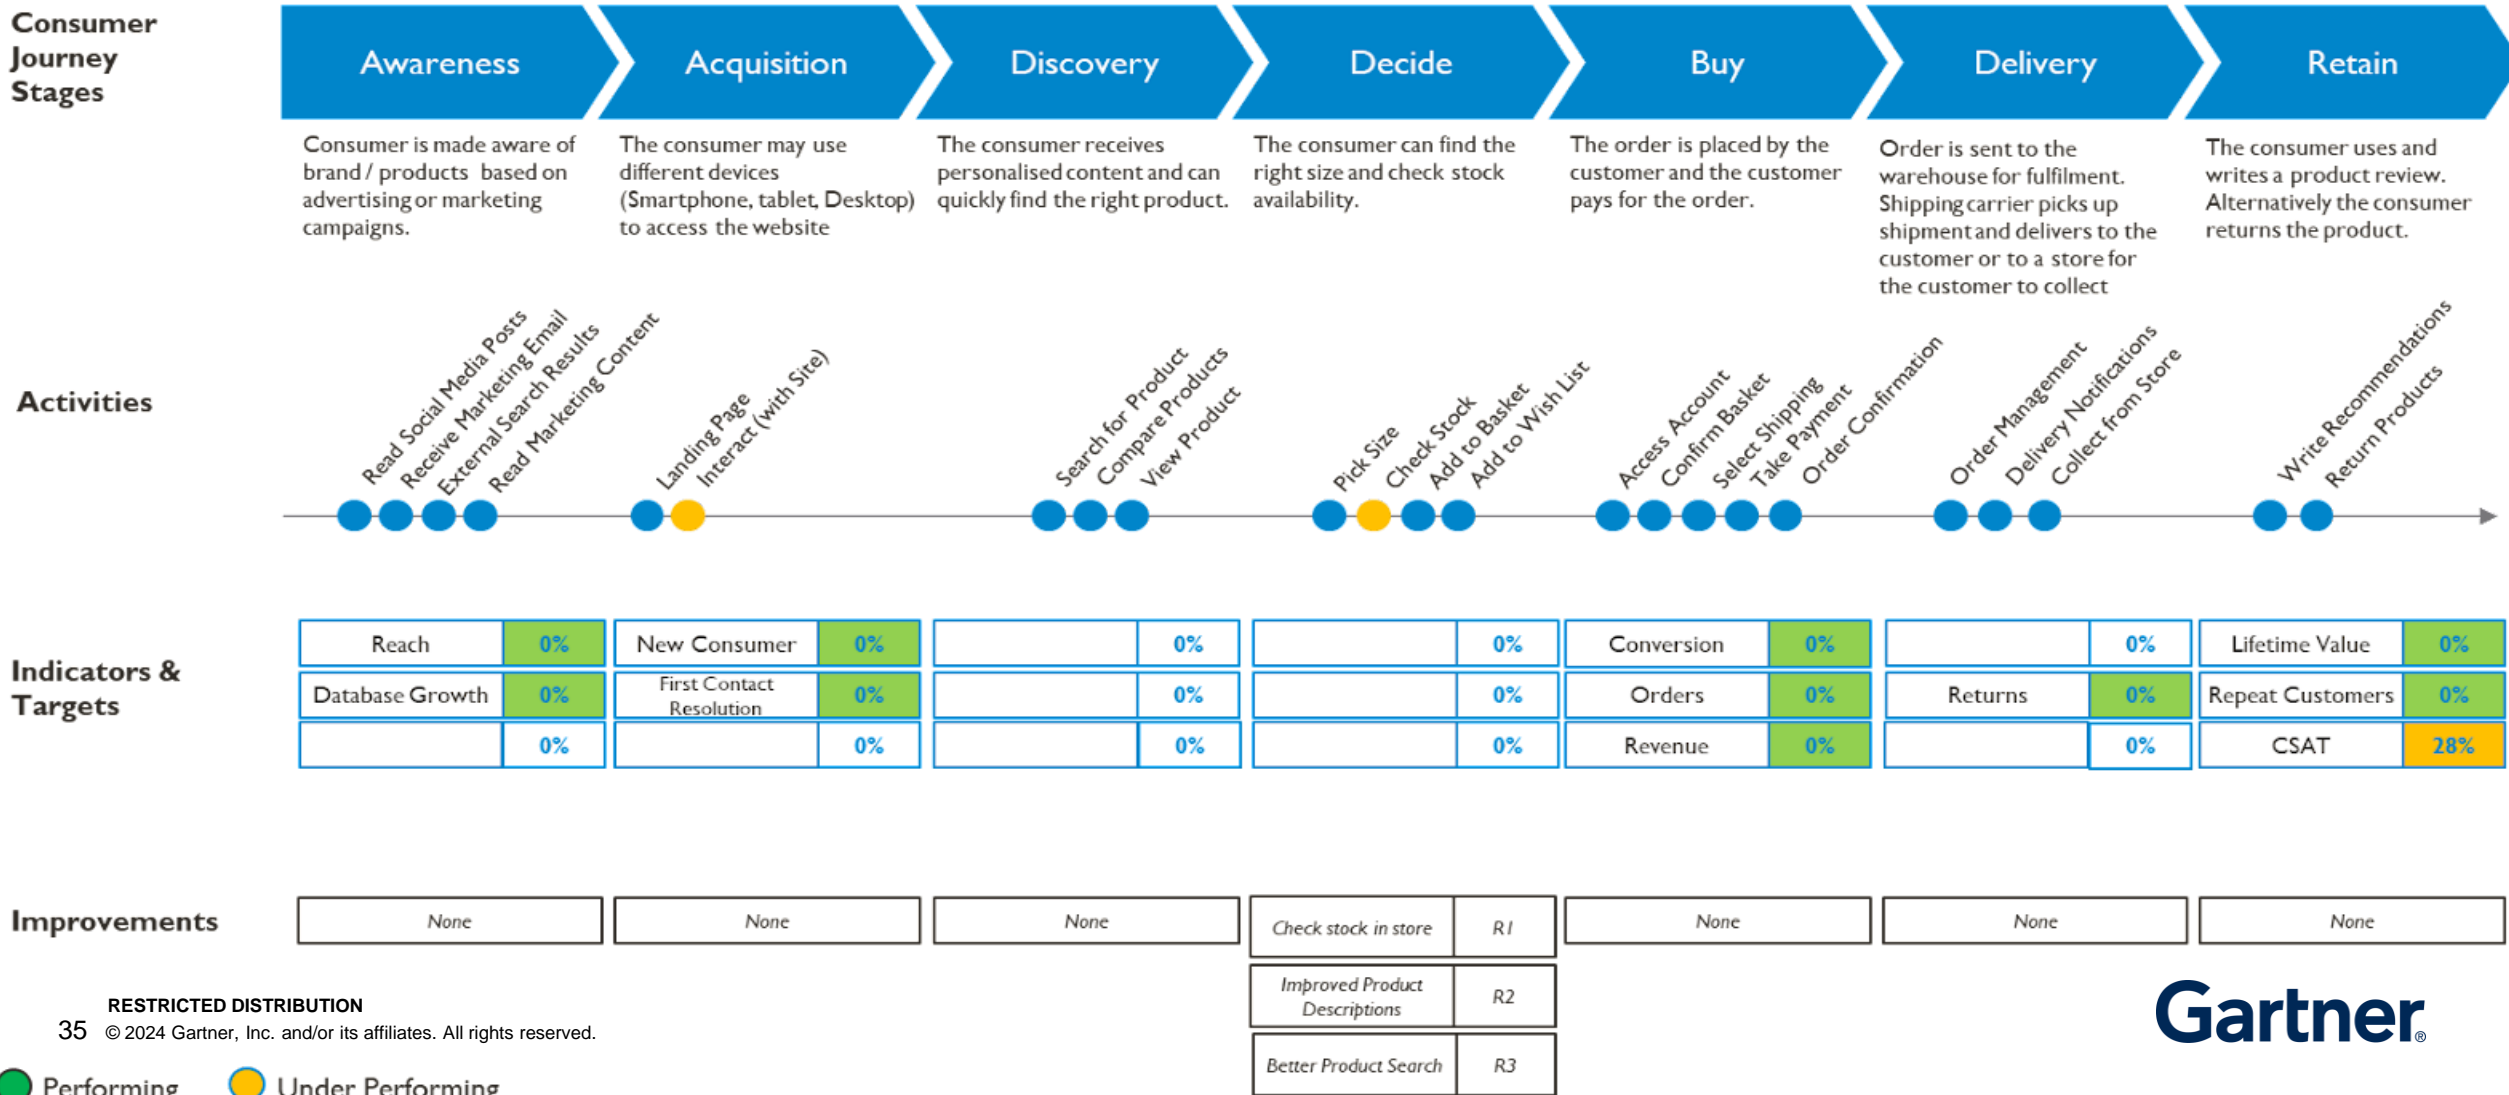 Consumer
Journey
Stages
Awareness
Acquisition
Discovery
Decide
Buy
Delivery
Retain
Consumer is made aware of
brand / products based on
advertising or marketing
campaigns.
The consumer may use
different devices
(Smartphone, tablet, Desktop)
to access the website
The consumer receives
personalised content and can
quickly find the right product.
The consumer can find the
right size and check stock
availability.
The order is placed by the
customer and the customer
pays for the order.
Order is sent to the
warehouse for fulfilment.
Shipping carrier picks up
shipment and delivers to the
customer or to a store for
the customer to collect
The consumer uses and
writes a product review.
Alternatively the consumer
returns the product.
Activities
Read Social Media Posts
Receive Marketing Email
External Search Results
Read Marketing Content
Landing Page
Interact (with Site)
Search for Product
Compare Products
View Product
Pick Size
Check Stock
Add to Basket
Add to Wish List
Access Account
Confirm Basket
Select Shipping
Take Payment
Order Confirmation
Order Management
Delivery Notifications
Collect from Store
Write Recommendations
Return Products
Indicators &
Targets
Reach 0%
Database Growth 0%
0%
New Consumer 0%
First Contact
Resolution 0%
0%
0%
0%
0%
0%
0%
0%
Conversion 0%
Orders 0%
Revenue 0%
0%
Returns 0%
0%
Lifetime Value 0%
Repeat Customers 0%
CSAT 28%
Improvements
None
None
None
Check stock in store R1
Improved Product
Descriptions R2
Better Product Search R3
None
None
None
RESTRICTED DISTRIBUTION
35 © 2024 Gartner, Inc. and/or its affiliates. All rights reserved.
Gartner®
Performing
Under Performing